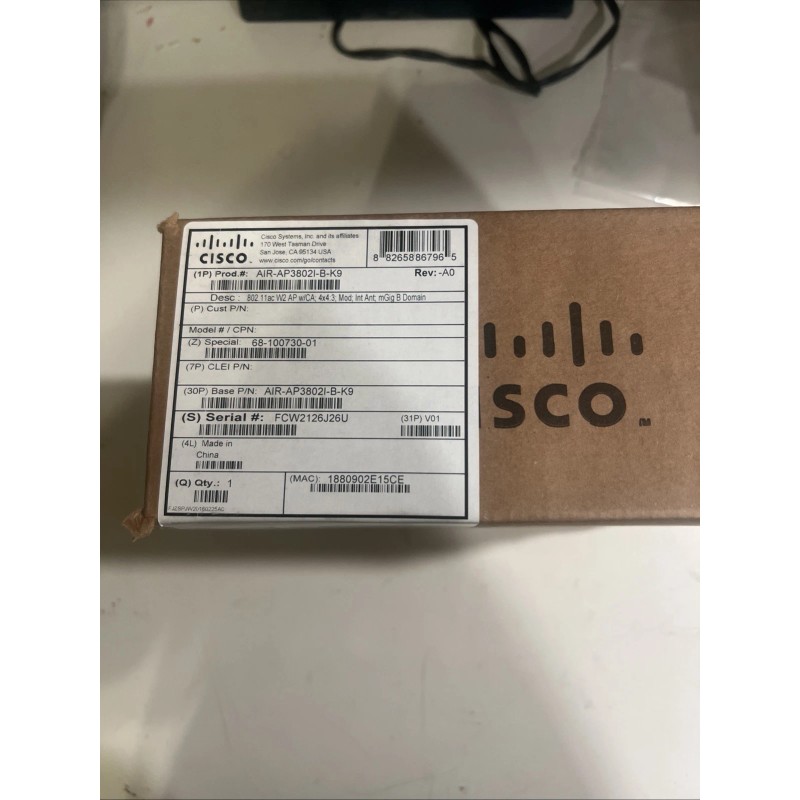 CISCO
Cisco Systems, Inc. and its affiliates
170 West Tasman Drive
San Jose, CA 95134 USA
www.cisco.com/go/contacts
8 82658 86796 5
(1P) Prod.#: AIR-AP3802I-B-K9
Rev: -A0
Desc : 802.11ac W2 AP w/CA; 4x4:3; Mod; Int Ant; mGig B Domain
(P) Cust P/N:
Model # / CPN:
(Z) Special: 68-100730-01
(7P) CLEI P/N:
(30P) Base P/N: AIR-AP3802I-B-K9
(S) Serial #: FCW2126J26U
(31P) V01
(4L) Made in
China
(Q) Qty.: 1
(MAC): 1880902E15CE
ISCO TM